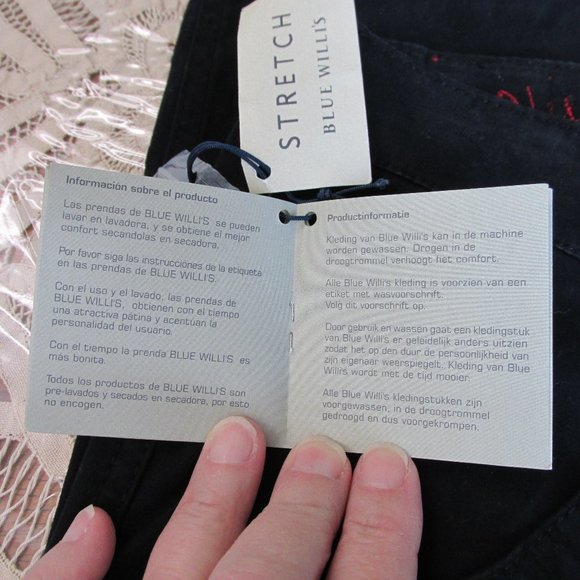 STRETCH
BLUE WILLI'S
Información sobre el producto
Las prendas de BLUE WILLI'S se pueden
lavar en lavadora, y se obtiene el mejor
confort secandolas en secadora.
Por favor siga las instrucciónes de la etiqueta
en las prendas de BLUE WILLI'S.
Con el uso y el lavado, las prendas de
BLUE WILLI'S, obtienen con el tiempo
una atractiva pátina y acentúan la
personalidad del usuario.
Con el tiempo la prenda BLUE WILLI'S es
más bonita.
Todos los productos de BLUE WILLI'S son
pre-lavados y secados en secadora, por esto
no encogen.
Productinformatie
Kleding van Blue Willi's kan in de machine
worden gewassen. Drogen in de
droogtrommel verhoogt het comfort.
Alle Blue Willi's kleding is voorzien van een
etiket met wasvoorschrift.
Volg dit voorschrift op.
Door gebruik en wassen gaat een kledingstuk
van Blue Willi's er geleidelijk anders uitzien
zodat het op den duur de persoonlijkheid van
zijn eigenaar weerspiegelt. Kleding van Blue
Willi's wordt met de tijd mooier.
Alle Blue Willi's kledingstukken zijn
voorgewassen, in de droogtrommel
gedroogd en dus voorgekrompen.